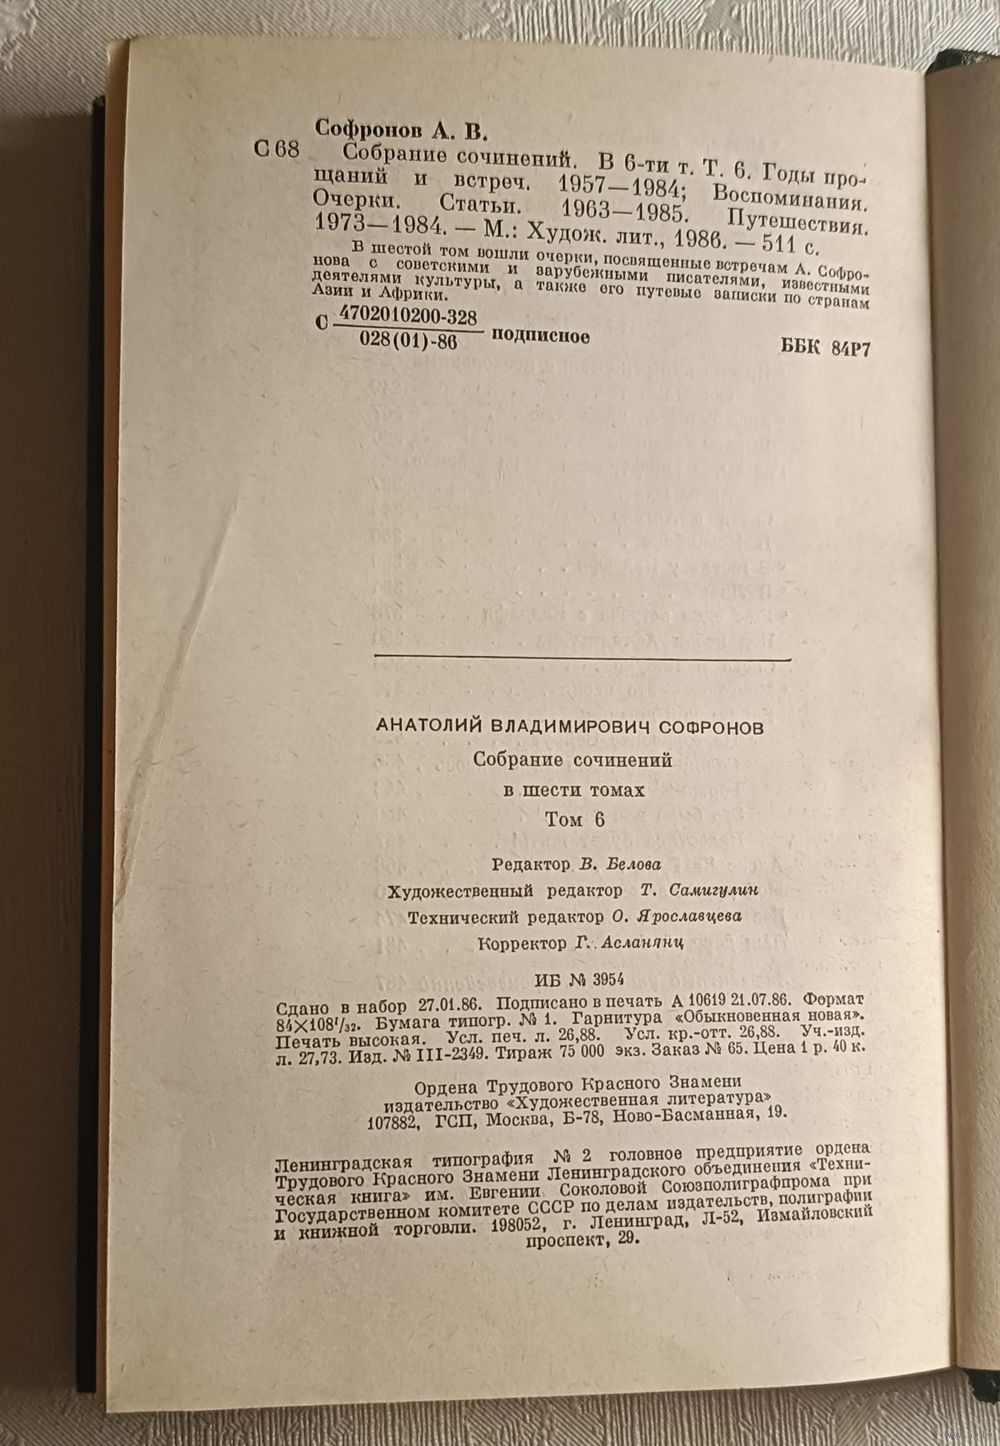 Софронов А. В.
С 68 Собрание сочинений. В 6-ти т. Т. 6. Годы про-
щаний и встреч. 1957—1984; Воспоминания.
Очерки. Статьи. 1963—1985. Путешествия.
1973—1984. — М.: Худож. лит., 1986. — 511 с.
В шестой том вошли очерки, посвященные встречам А. Софро-
нова с советскими и зарубежными писателями, известными
деятелями культуры, а также его путевые записки по странам
Азии и Африки.
С 4702010200-328
028(01)-86 подписное
ББК 84Р7
АНАТОЛИЙ ВЛАДИМИРОВИЧ СОФРОНОВ
Собрание сочинений
в шести томах
Том 6
Редактор В. Белова
Художественный редактор Т. Самигулин
Технический редактор О. Ярославцева
Корректор Г. Асланянц
ИБ № 3954
Сдано в набор 27.01.86. Подписано в печать А 10619 21.07.86. Формат
84×108¹/₃₂. Бумага типогр. № 1. Гарнитура «Обыкновенная новая».
Печать высокая. Усл. печ. л. 26,88. Усл. кр.-отт. 26,88. Уч.-изд.
л. 27,73. Изд. № III-2349. Тираж 75 000 экз. Заказ № 65. Цена 1 р. 40 к.
Ордена Трудового Красного Знамени
издательство «Художественная литература»
107882, ГСП, Москва, Б-78, Ново-Басманная, 19.
Ленинградская типография № 2 головное предприятие ордена
Трудового Красного Знамени Ленинградского объединения «Техни-
ческая книга» им. Евгении Соколовой Союзполиграфпрома при
Государственном комитете СССР по делам издательств, полиграфии
и книжной торговли. 198052, г. Ленинград, Л-52, Измайловский
проспект, 29.